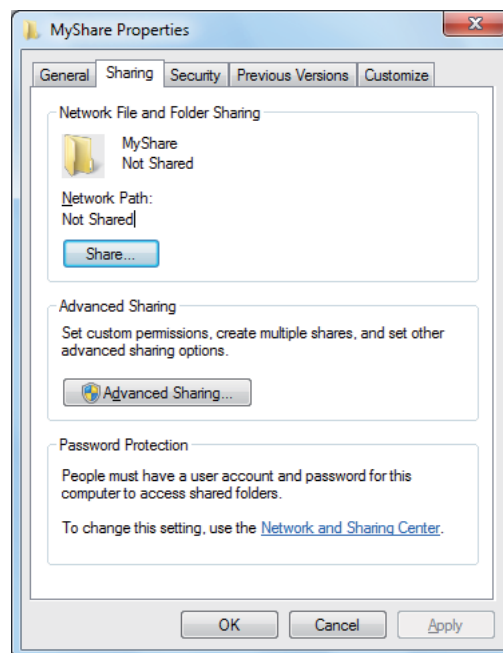 MyShare Properties
General Sharing Security Previous Versions Customize
Network File and Folder Sharing
MyShare
Not Shared
Network Path:
Not Shared
Share...
Advanced Sharing
Set custom permissions, create multiple shares, and set other
advanced sharing options.
Advanced Sharing...
Password Protection
People must have a user account and password for this
computer to access shared folders.
To change this setting, use the Network and Sharing Center.
OK Cancel Apply